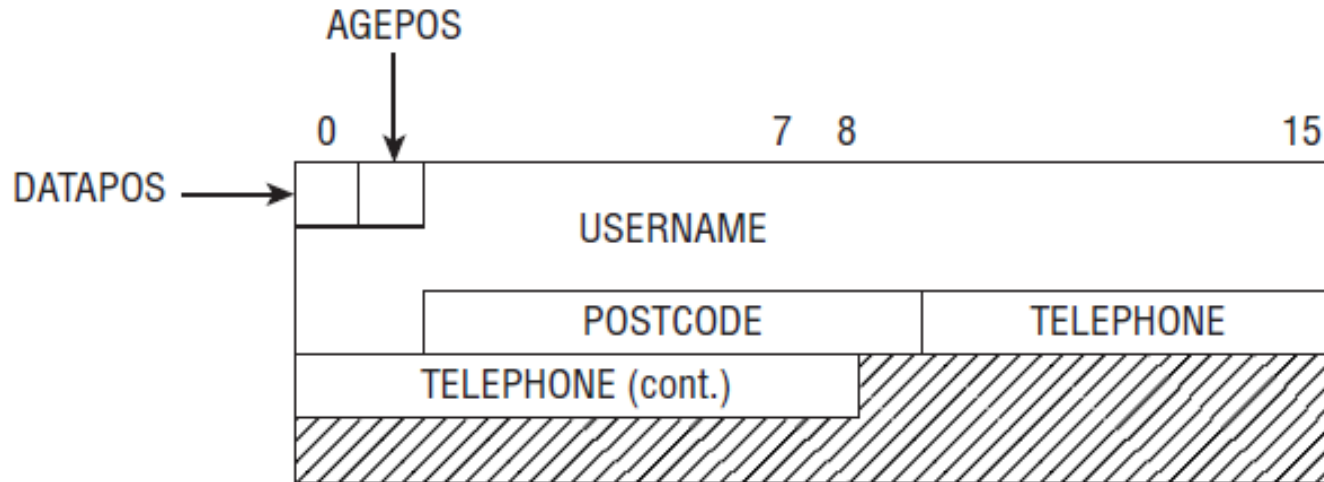 AGEPOS
0 7 8 15
DATAPOS
USERNAME
POSTCODE TELEPHONE
TELEPHONE (cont.)